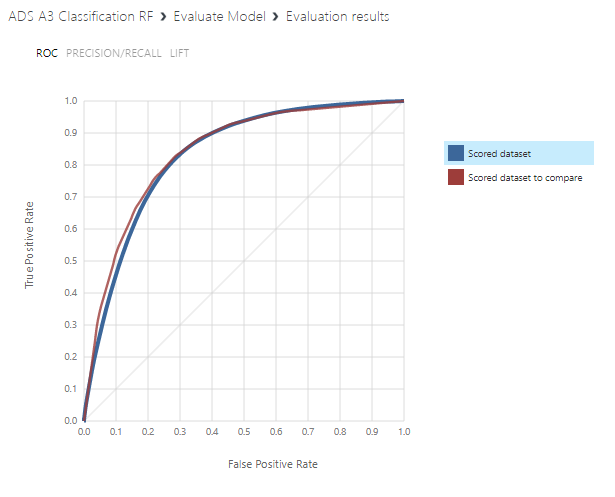 ADS A3 Classification RF ❯ Evaluate Model ❯ Evaluation results
ROC PRECISION/RECALL LIFT
1.0
0.9
0.8
0.7
0.6
0.5
0.4
0.3
0.2
0.1
0.0
True Positive Rate
0.0 0.1 0.2 0.3 0.4 0.5 0.6 0.7 0.8 0.9 1.0
False Positive Rate
Scored dataset
Scored dataset to compare